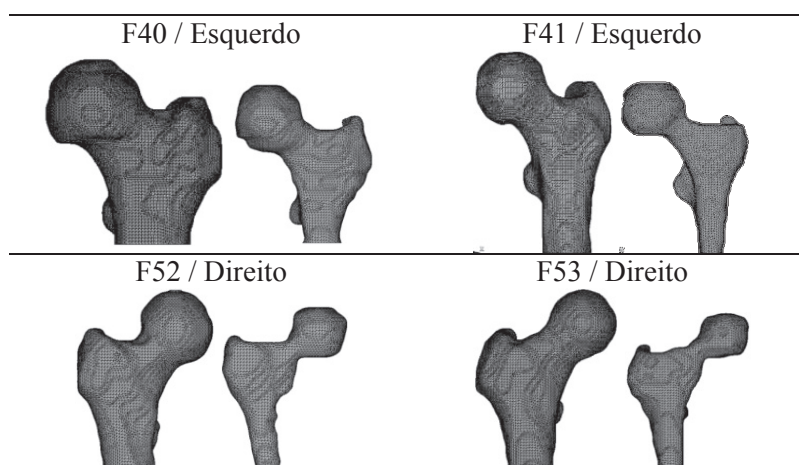 F40 / Esquerdo
F41 / Esquerdo
F52 / Direito
F53 / Direito